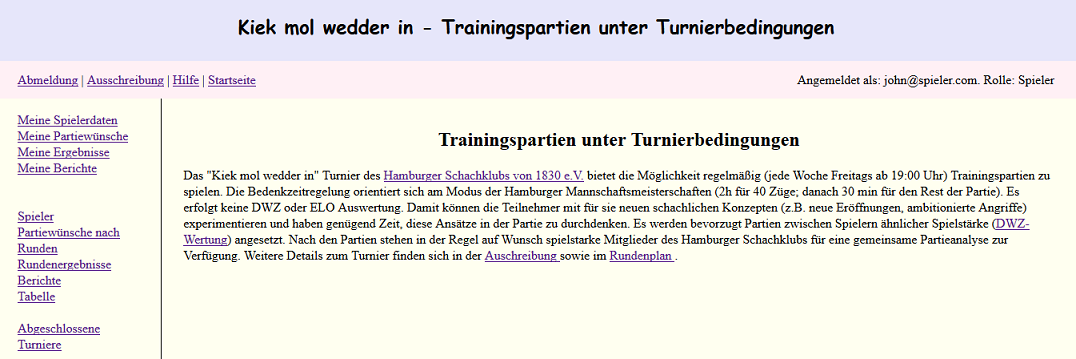 Kiek mol wedder in - Trainingspartien unter Turnierbedingungen
Abmeldung | Ausschreibung | Hilfe | Startseite
Angemeldet als: john@spieler.com. Rolle: Spieler
Meine Spielerdaten
Meine Partiewünsche
Meine Ergebnisse
Meine Berichte
Spieler
Partiewünsche nach
Runden
Rundenergebnisse
Berichte
Tabelle
Abgeschlossene
Turniere
Trainingspartien unter Turnierbedingungen
Das "Kiek mol wedder in" Turnier des Hamburger Schachklubs von 1830 e.V. bietet die Möglichkeit regelmäßig (jede Woche Freitags ab 19:00 Uhr) Trainingspartien zu
spielen. Die Bedenkzeitregelung orientiert sich am Modus der Hamburger Mannschaftsmeisterschaften (2h für 40 Züge; danach 30 min für den Rest der Partie). Es
erfolgt keine DWZ oder ELO Auswertung. Damit können die Teilnehmer mit für sie neuen schachlichen Konzepten (z.B. neue Eröffnungen, ambitionierte Angriffe)
experimentieren und haben genügend Zeit, diese Ansätze in der Partie zu durchdenken. Es werden bevorzugt Partien zwischen Spielern ähnlicher Spielstärke (DWZ-
Wertung) angesetzt. Nach den Partien stehen in der Regel auf Wunsch spielstarke Mitglieder des Hamburger Schachklubs für eine gemeinsame Partieanalyse zur
Verfügung. Weitere Details zum Turnier finden sich in der Auschreibung sowie im Rundenplan .